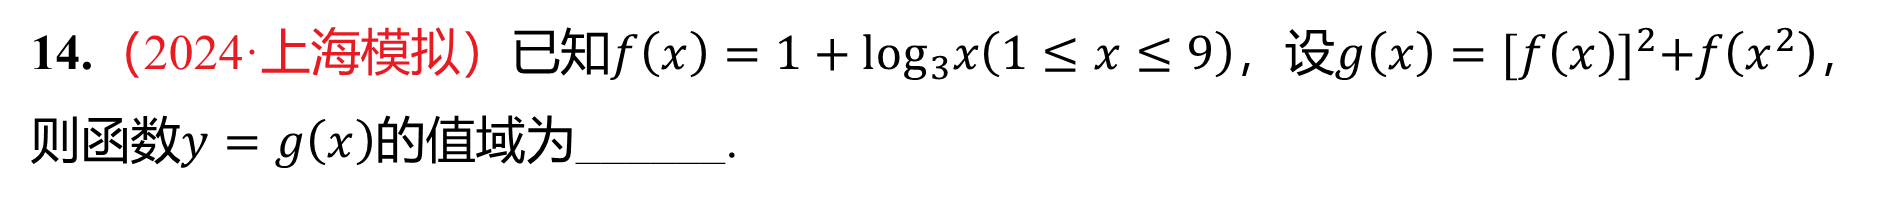 14.（2024·上海模拟）已知f(x) = 1 + log₃x(1 ≤ x ≤ 9)，设g(x) = [f(x)]²+f(x²)，
则函数y = g(x)的值域为______.